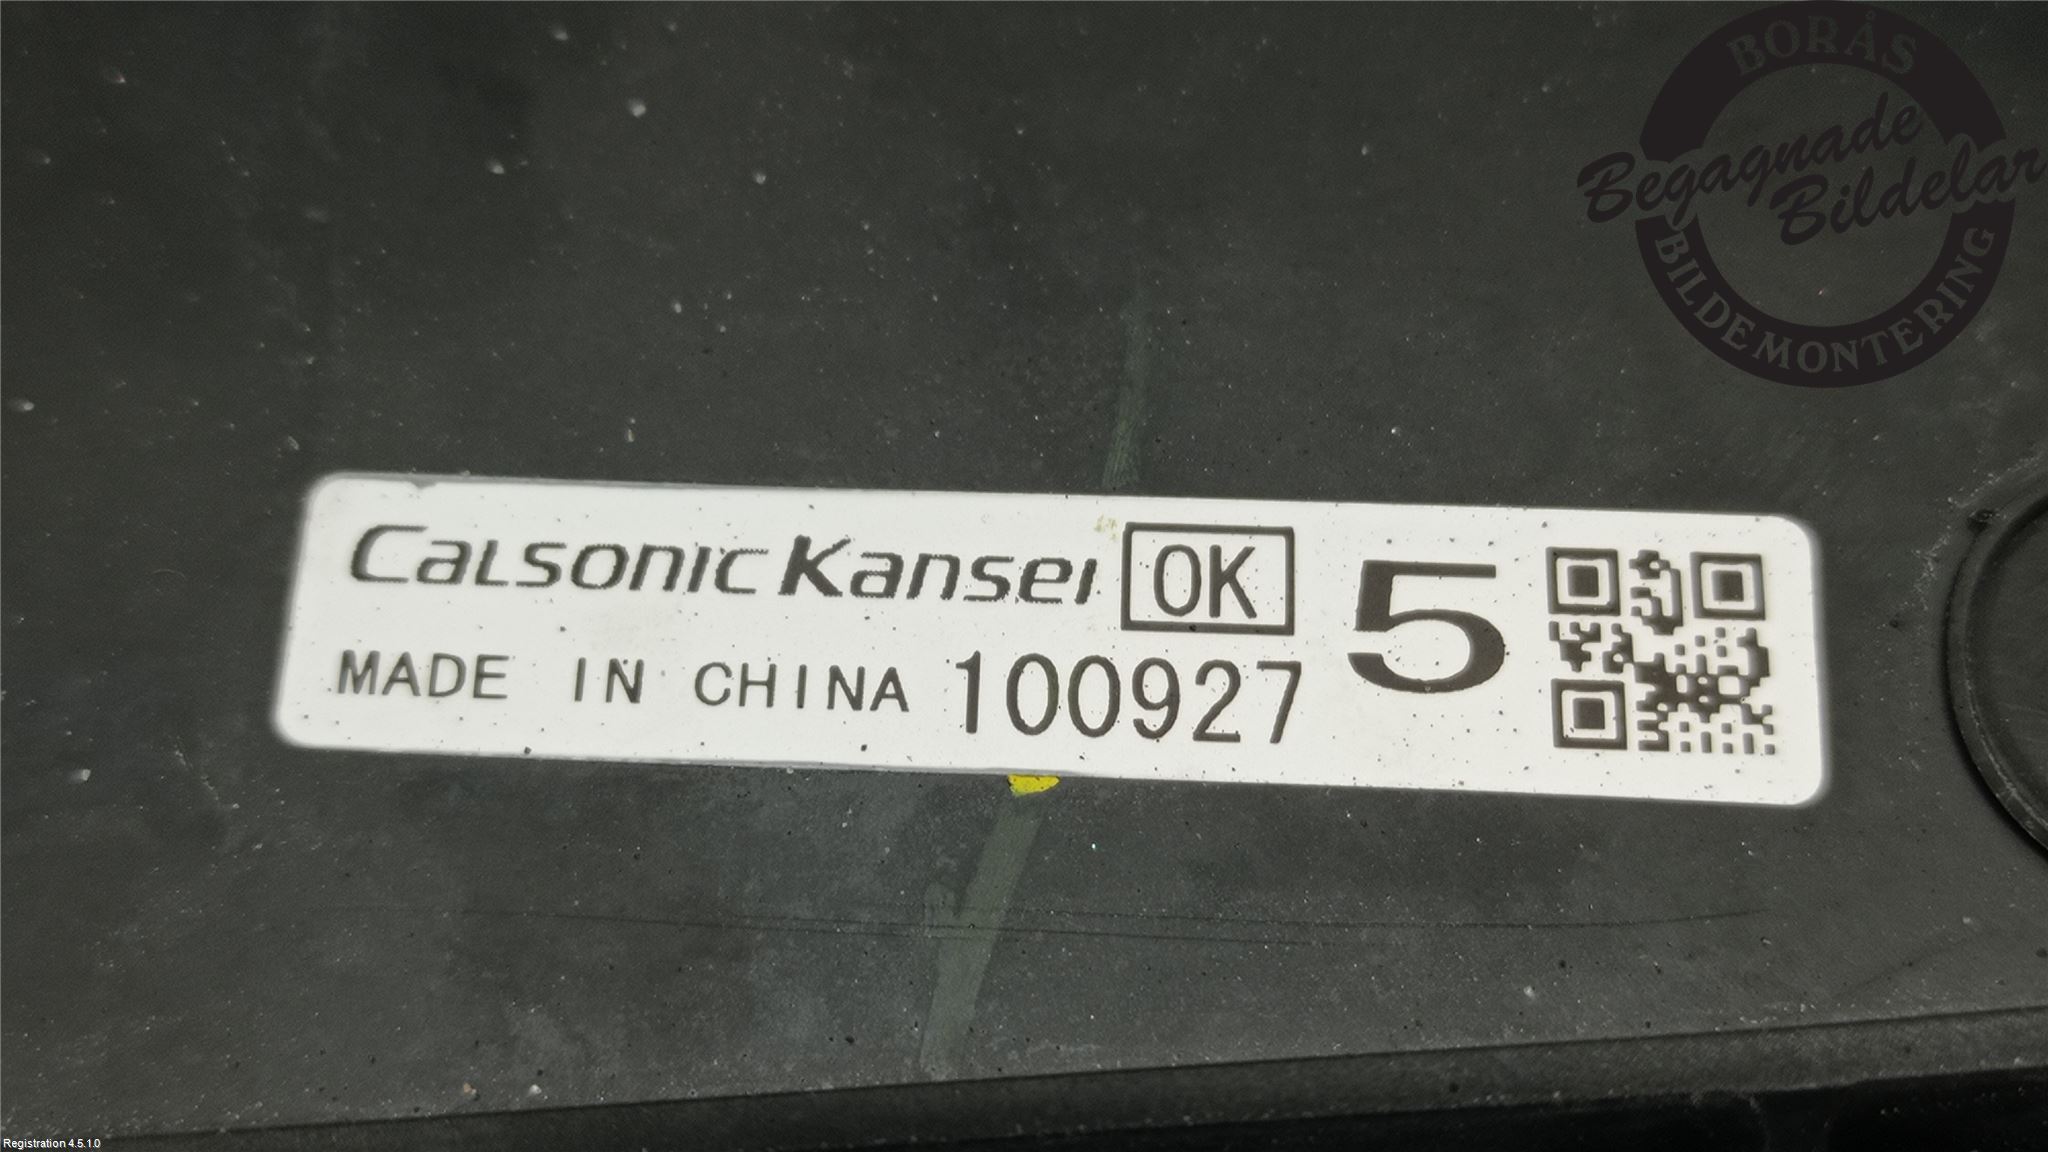 BORÅS
Begagnade
Bildelar
BILDEMONTERING
CALSONIC KANSEI OK 5
MADE IN CHINA 100927
Registration 4.5.1.0